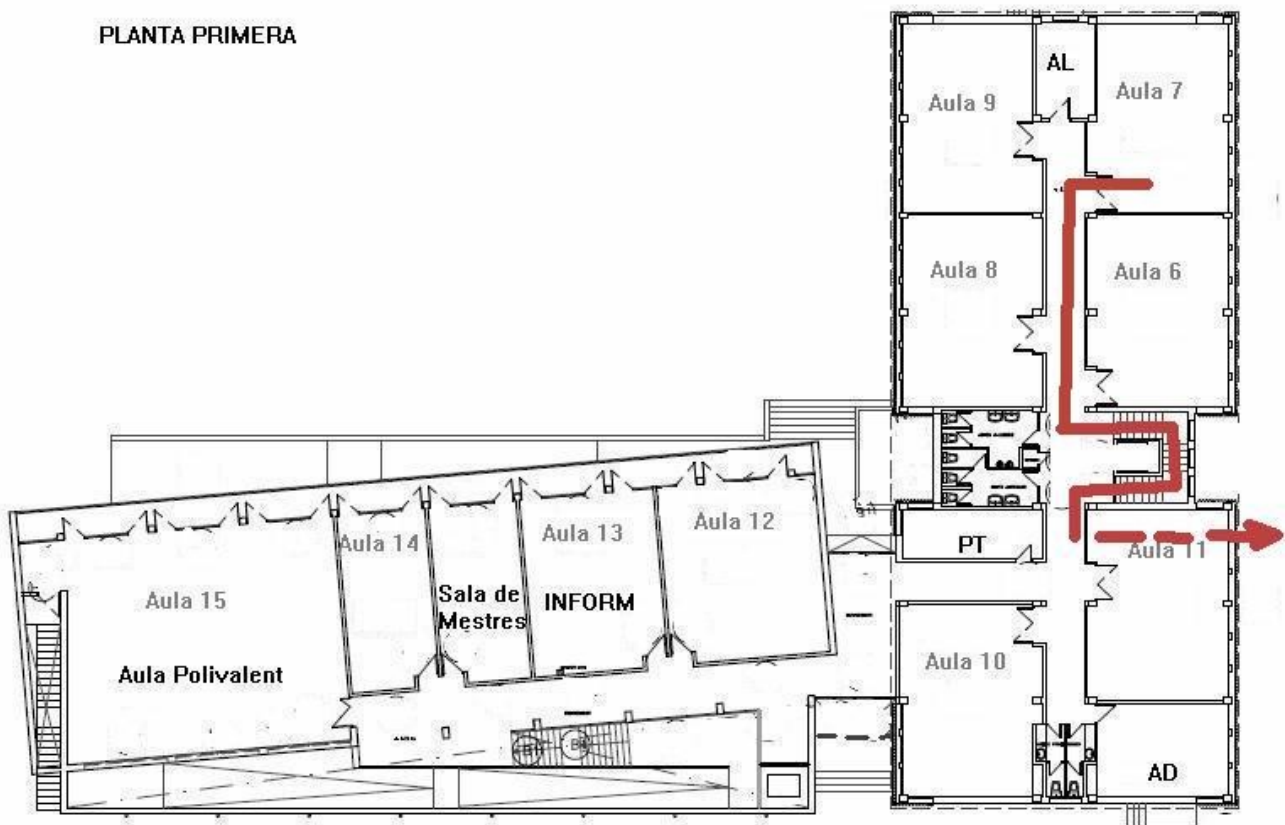 PLANTA PRIMERA
Aula 9
AL
Aula 7
Aula 8
Aula 6
Aula 15
Aula Polivalent
Aula 14
Sala de
Mestres
Aula 13
INFORM
Aula 12
PT
Aula 11
Aula 10
AD